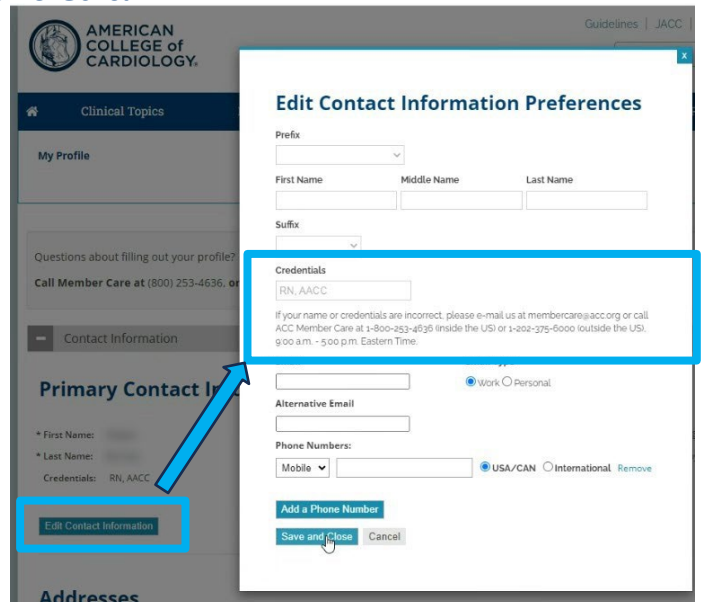 AMERICAN
COLLEGE of
CARDIOLOGY®
Guidelines | JACC |
Clinical Topics
My Profile
Questions about filling out your profile?
Call Member Care at (800) 253-4636, or
Contact Information
Primary Contact In
* First Name:
* Last Name:
Credentials: RN, AACC
Edit Contact Information
Addresses
x
Edit Contact Information Preferences
Prefix
First Name Middle Name Last Name
Suffix
Credentials
RN, AACC
If your name or credentials are incorrect, please e-mail us at membercare@acc.org or call
ACC Member Care at 1-800-253-4636 (inside the US) or 1-202-375-6000 (outside the US),
9:00 a.m. - 5:00 p.m. Eastern Time.
Work Personal
Alternative Email
Phone Numbers:
Mobile USA/CAN International Remove
Add a Phone Number
Save and Close Cancel